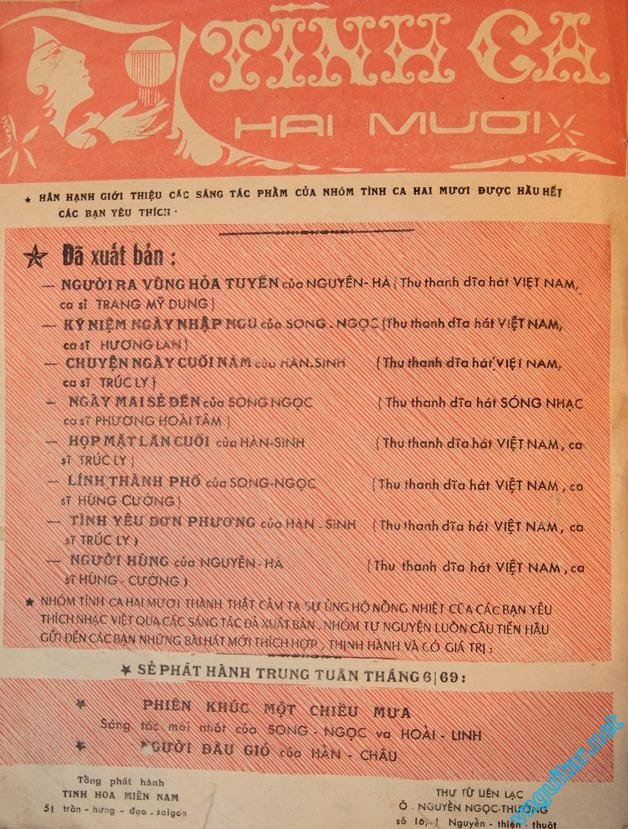 TÌNH CA
HAI MƯƠI
★ HÂN HẠNH GIỚI THIỆU CÁC SÁNG TÁC PHẨM CỦA NHÓM TÌNH CA HAI MƯƠI ĐƯỢC HẦU HẾT
CÁC BẠN YÊU THÍCH.
★ Đã xuất bản :
— NGƯỜI RA VÙNG HỎA TUYẾN của NGUYÊN-HÀ (Thu thanh dĩa hát VIỆT NAM,
ca sĩ TRANG MỸ DUNG)
— KỶ NIỆM NGÀY NHẬP NGŨ của SONG-NGỌC (Thu thanh dĩa hát VIỆT NAM,
ca sĩ HƯƠNG LAN)
— CHUYỆN NGÀY CUỐI NĂM của HÀN-SINH (Thu thanh dĩa hát VIỆT NAM,
ca sĩ TRÚC LY)
— NGÀY MAI SẺ ĐẾN của SONG NGỌC (Thu thanh dĩa hát SÓNG NHẠC
ca sĩ PHƯƠNG HOÀI TÂM)
— HỌP MẶT LẦN CUỐI của HÀN-SINH (Thu thanh dĩa hát VIỆT NAM, ca
sĩ TRÚC LY)
— LÍNH THÀNH PHỐ của SONG-NGỌC (Thu thanh dĩa hát VIỆT NAM, ca
sĩ HÙNG CƯỜNG)
— TÌNH YÊU ĐƠN PHƯƠNG của HÀN-SINH (Thu thanh dĩa hát VIỆT NAM, ca
sĩ TRÚC LY)
— NGƯỜI HÙNG của NGUYÊN-HÀ (Thu thanh dĩa hát VIỆT NAM, ca
sĩ HÙNG-CƯỜNG)
★ NHÓM TÌNH CA HAI MƯƠI THÀNH THẬT CẢM TẠ SỰ ỦNG HỘ NỒNG NHIỆT CỦA CÁC BẠN YÊU
THÍCH NHẠC VIỆT QUA CÁC SÁNG TÁC ĐÃ XUẤT BẢN. NHÓM TỰ NGUYỆN LUÔN CẦU TIẾN HẦU
GỬI ĐẾN CÁC BẠN NHỮNG BÀI HÁT MỚI THÍCH HỢP, THỊNH HÀNH VÀ CÓ GIÁ TRỊ :
★ SẺ PHÁT HÀNH TRUNG TUẦN THÁNG 6/69 :
★ PHIÊN KHÚC MỘT CHIỀU MƯA
Sáng tác mới nhất của SONG-NGỌC và HOÀI-LINH
★ NGƯỜI ĐÂU GIÓ của HÀN-CHÂU
Tổng phát hành
TINH HOA MIỀN NAM
51 trần-hưng-đạo.saigon
THƯ TỪ LIÊN LẠC
Ô NGUYỄN NGỌC-THƯỞNG
số Nguyễn-thiện-thuột
vnguitar.net